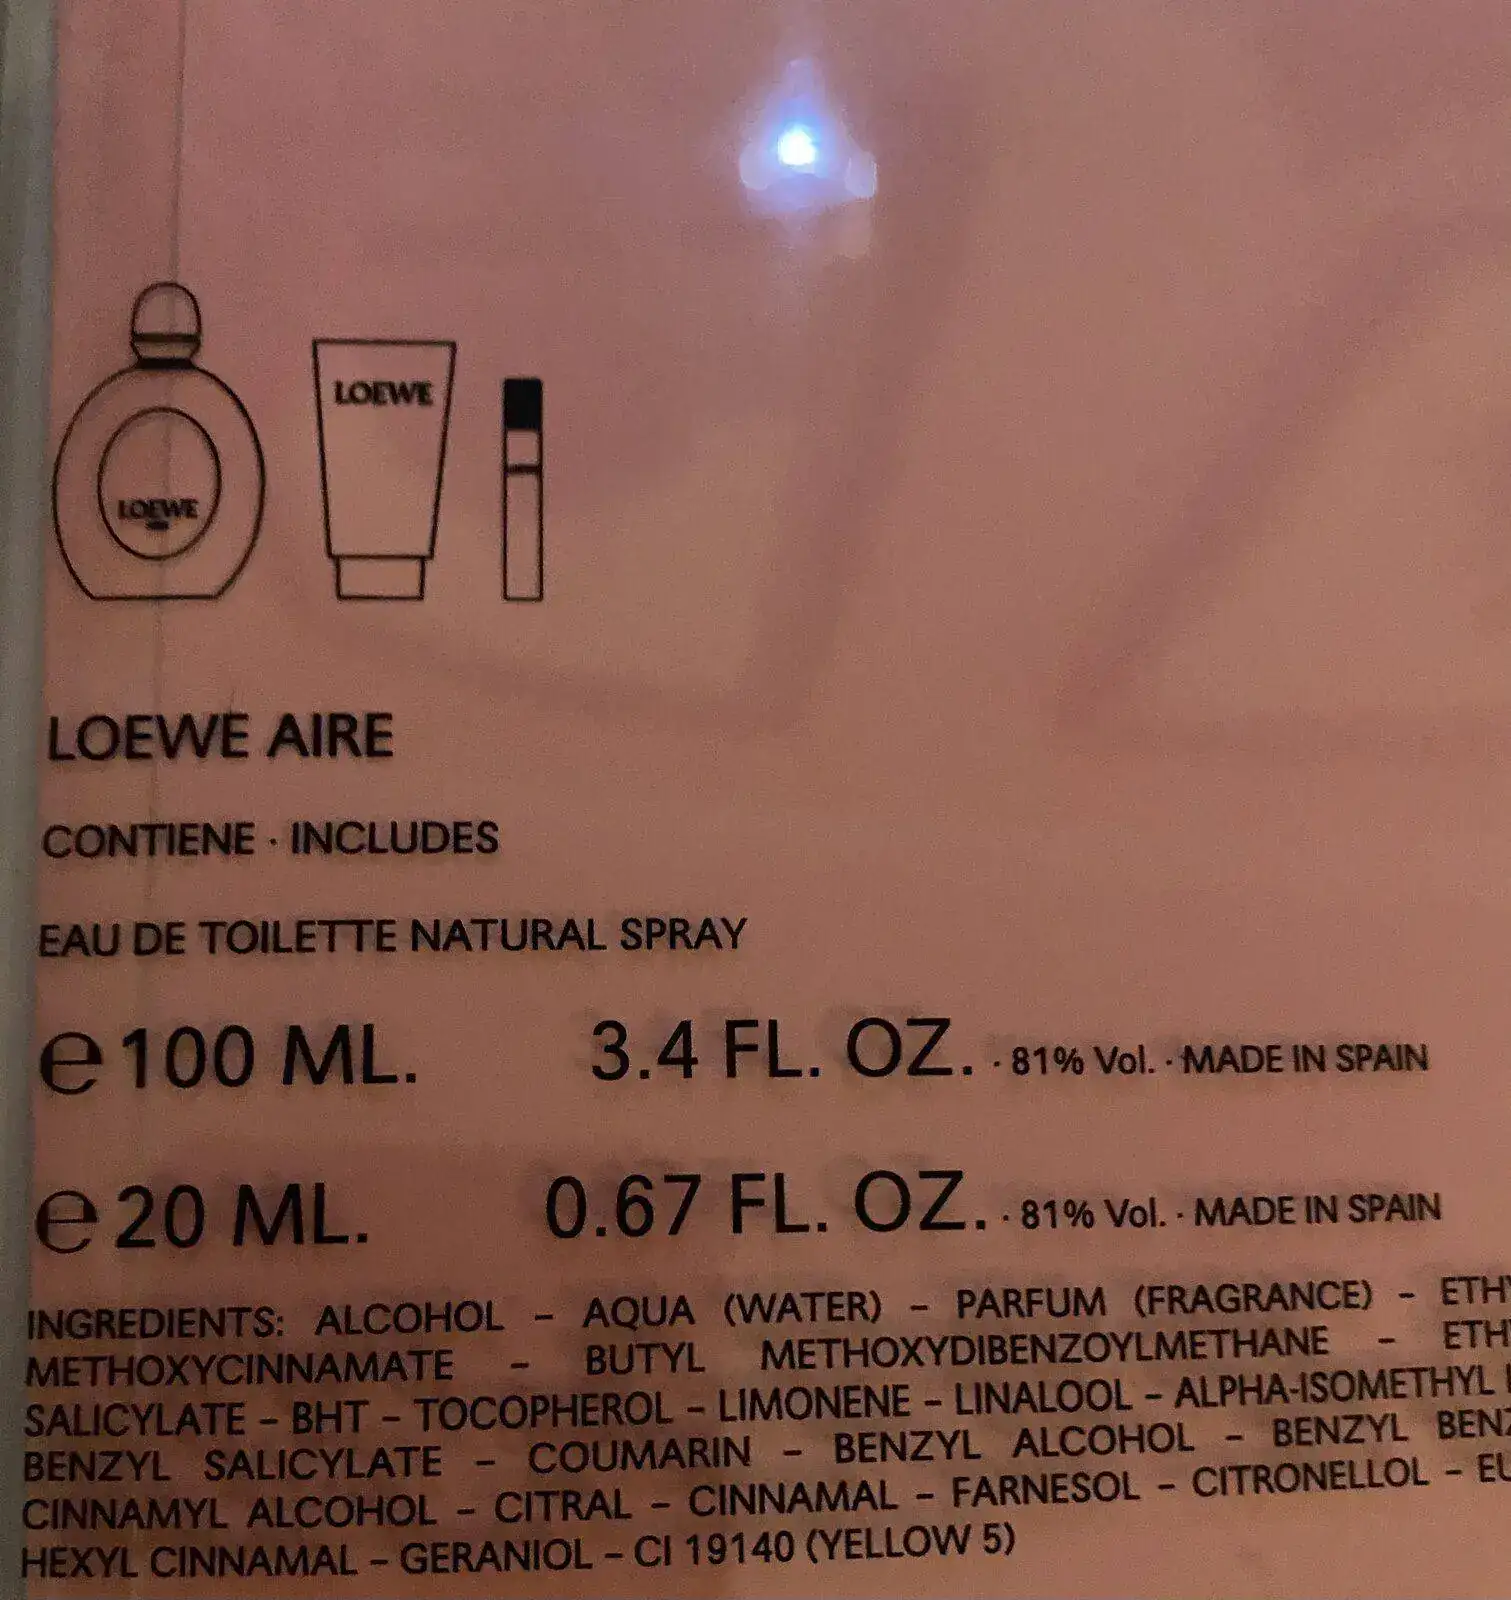 LOEWE
LOEWE
LOEWE AIRE
CONTIENE · INCLUDES
EAU DE TOILETTE NATURAL SPRAY
e 100 ML. 3.4 FL. OZ. · 81% Vol. · MADE IN SPAIN
e 20 ML. 0.67 FL. OZ. · 81% Vol. · MADE IN SPAIN
INGREDIENTS: ALCOHOL – AQUA (WATER) – PARFUM (FRAGRANCE) –
METHOXYCINNAMATE – BUTYL METHOXYDIBENZOYLMETHANE –
SALICYLATE – BHT – TOCOPHEROL – LIMONENE – LINALOOL – ALPHA-ISOMETHYL
BENZYL SALICYLATE – COUMARIN – BENZYL ALCOHOL – BENZYL
CINNAMYL ALCOHOL – CITRAL – CINNAMAL – FARNESOL – CITRONELLOL –
HEXYL CINNAMAL – GERANIOL – CI 19140 (YELLOW 5)